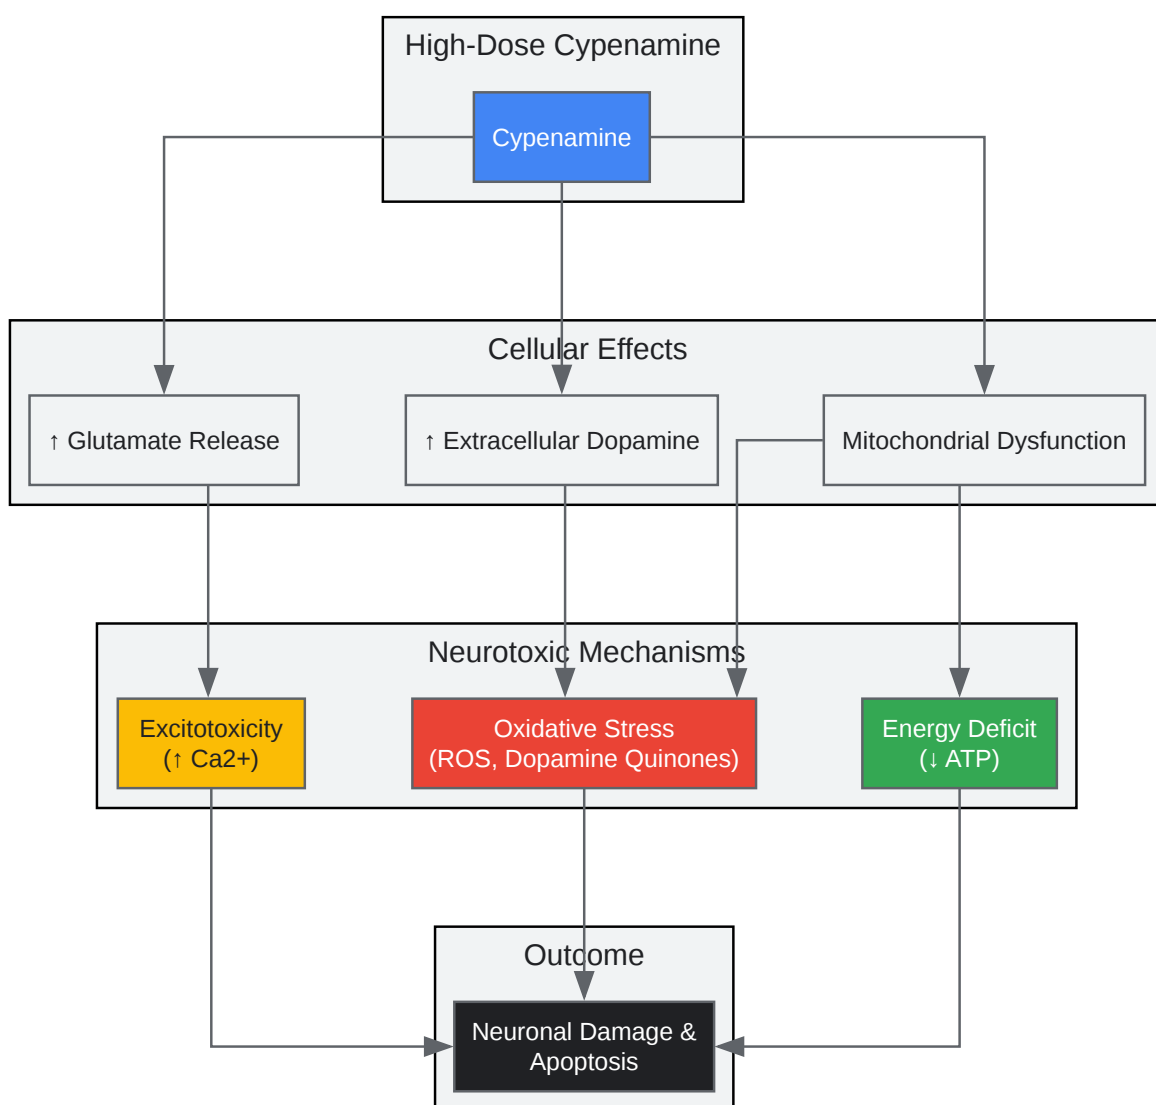 High-Dose Cypenamine
Cypenamine
Cellular Effects
↑ Glutamate Release
↑ Extracellular Dopamine
Mitochondrial Dysfunction
Neurotoxic Mechanisms
Excitotoxicity
(↑ Ca2+)
Oxidative Stress
(ROS, Dopamine Quinones)
Energy Deficit
(↓ ATP)
Outcome
Neuronal Damage &
Apoptosis